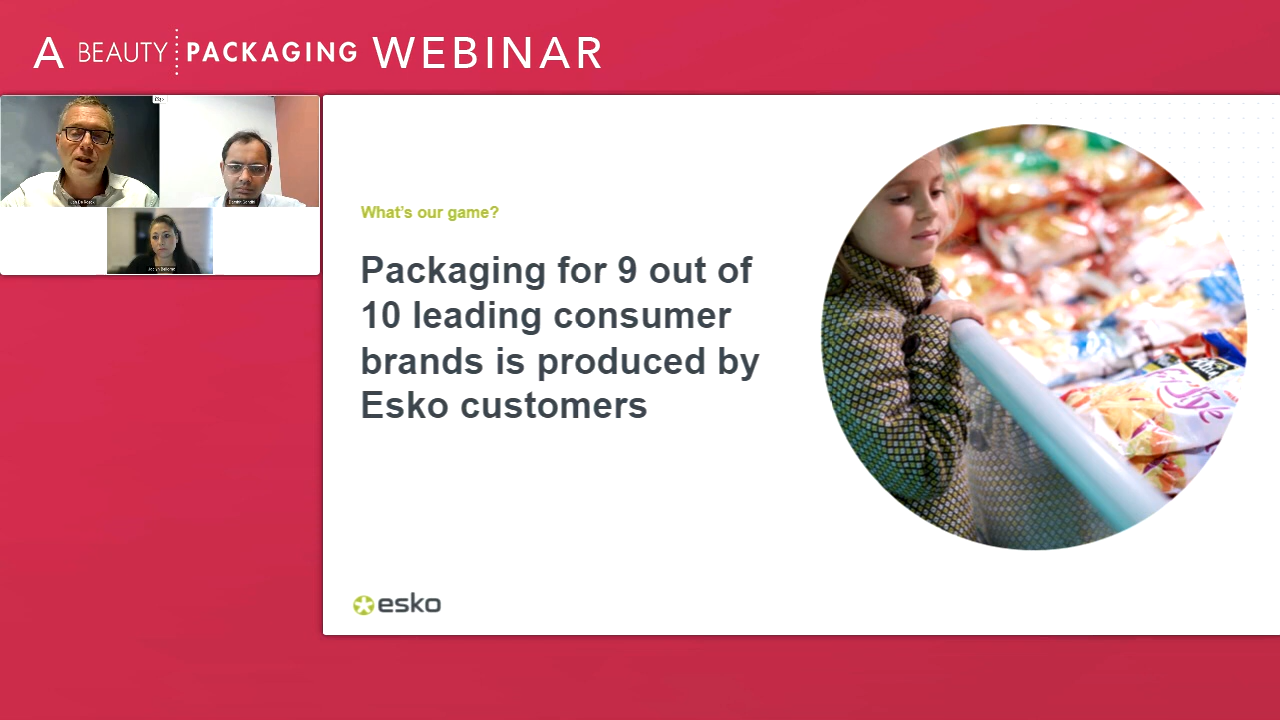 A BEAUTY PACKAGING WEBINAR
What's our game?
Packaging for 9 out of
10 leading consumer
brands is produced by
Esko customers
esko